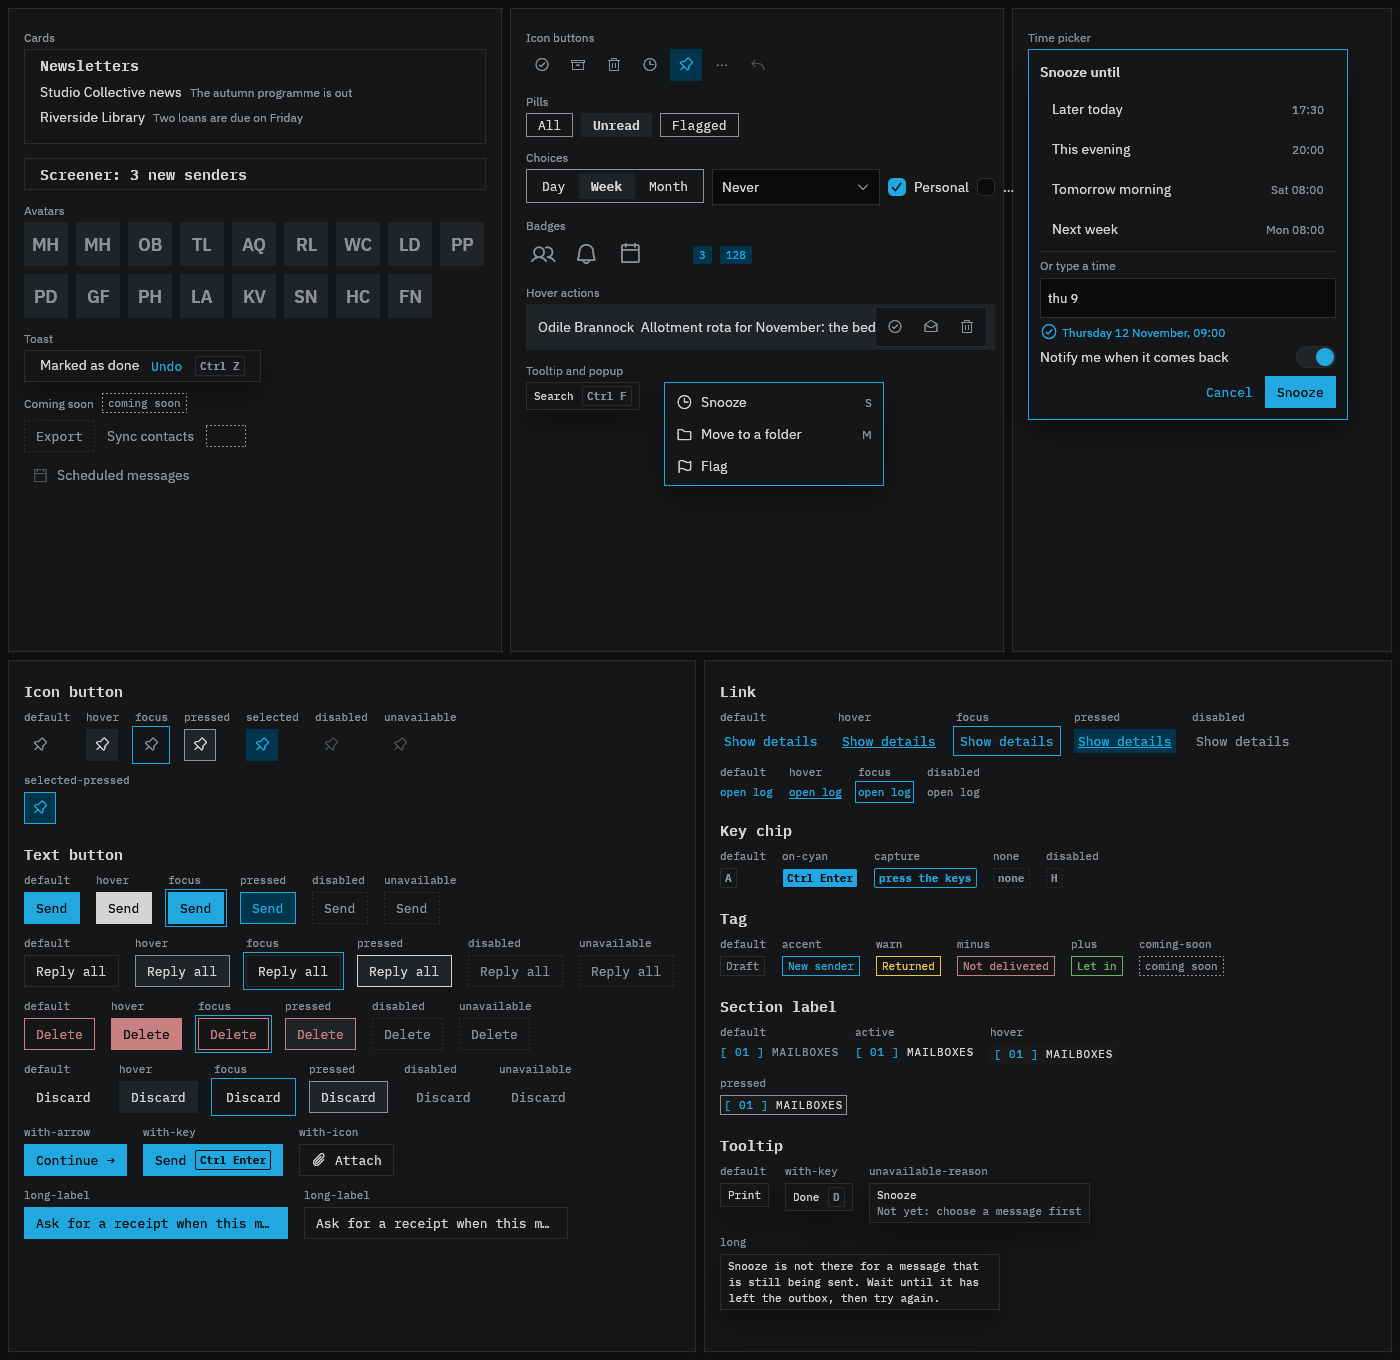 Cards
Newsletters
Studio Collective news The autumn programme is out
Riverside Library Two loans are due on Friday
Screener: 3 new senders
Avatars
MH MH OB TL AQ RL WC LD PP
PD GF PH LA KV SN HC FN
Toast
Marked as done Undo Ctrl Z
Coming soon coming soon
Export Sync contacts
Scheduled messages
Icon buttons
Pills
All Unread Flagged
Choices
Day Week Month Never Personal ...
Badges
3 128
Hover actions
Odile Brannock Allotment rota for November: the bed
Tooltip and popup
Search Ctrl F
Snooze S
Move to a folder M
Flag
Time picker
Snooze until
Later today 17:30
This evening 20:00
Tomorrow morning Sat 08:00
Next week Mon 08:00
Or type a time
thu 9
Thursday 12 November, 09:00
Notify me when it comes back
Cancel Snooze
Icon button
default hover focus pressed selected disabled unavailable
selected-pressed
Text button
default hover focus pressed disabled unavailable
Send Send Send Send Send Send
default hover focus pressed disabled unavailable
Reply all Reply all Reply all Reply all Reply all Reply all
default hover focus pressed disabled unavailable
Delete Delete Delete Delete Delete Delete
default hover focus pressed disabled unavailable
Discard Discard Discard Discard Discard Discard
with-arrow with-key with-icon
Continue → Send Ctrl Enter Attach
long-label long-label
Ask for a receipt when this m… Ask for a receipt when this m…
Link
default hover focus pressed disabled
Show details Show details Show details Show details Show details
default hover focus disabled
open log open log open log open log
Key chip
default on-cyan capture none disabled
A Ctrl Enter press the keys none H
Tag
default accent warn minus plus coming-soon
Draft New sender Returned Not delivered Let in coming soon
Section label
default active hover
[ 01 ] MAILBOXES [ 01 ] MAILBOXES [ 01 ] MAILBOXES
pressed
[ 01 ] MAILBOXES
Tooltip
default with-key unavailable-reason
Print Done D Snooze
Not yet: choose a message first
long
Snooze is not there for a message that
is still being sent. Wait until it has
left the outbox, then try again.